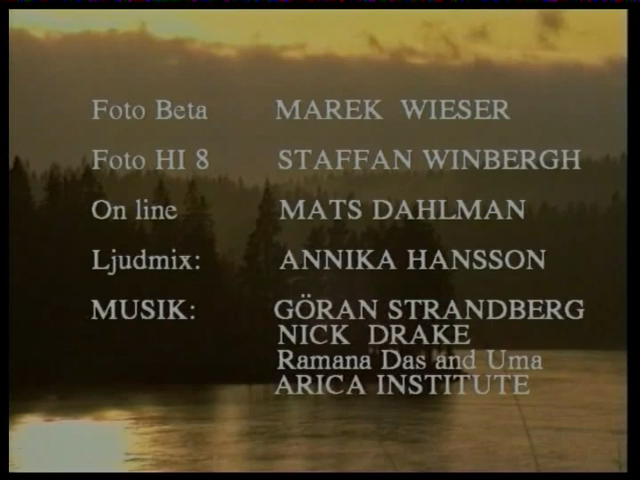 Foto Beta MAREK WIESER
Foto HI 8 STAFFAN WINBERGH
On line MATS DAHLMAN
Ljudmix: ANNIKA HANSSON
MUSIK: GÖRAN STRANDBERG
NICK DRAKE
Ramana Das and Uma
ARICA INSTITUTE